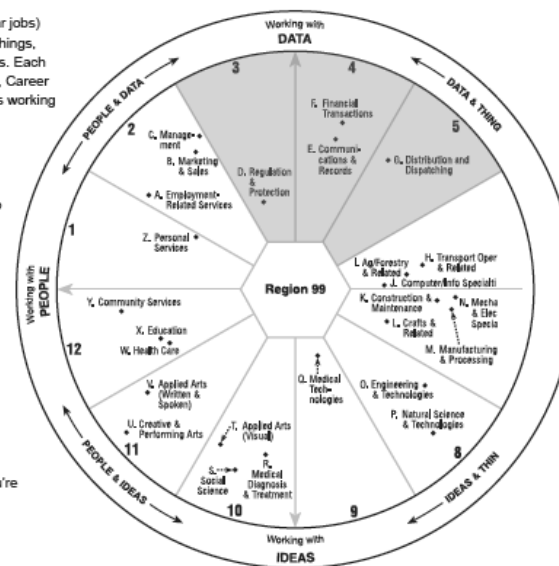 r jobs)
hings,
s. Each
, Career
s working
u're
Working with
DATA
PEOPLE & DATA
DATA & THING
3
4
2
5
F. Financial
Transactions
C. Manage-
ment
B. Marketing
& Sales
E. Communi-
cations &
Records
G. Distribution and
Dispatching
D. Regulation
&
Protection
A. Employment-
Related Services
1
Z. Personal
Services
I. Ag/Forestry
& Related
H. Transport Oper
& Related
J. Computer/Info Specialti
Working with
PEOPLE
Region 99
Y. Community Services
K. Construction &
Maintenance
N. Mecha
& Elec
Specia
X. Education
L. Crafts &
Related
12
W. Health Care
M. Manufacturing
& Processing
Q. Medical
Tech-
nologies
V. Applied Arts
(Written &
Spoken)
O. Engineering
& Technologies
U. Creative &
Performing Arts
T. Applied Arts
(Visual)
P. Natural Science
& Technologies
11
8
S.
Social
Science
R.
Medical
Diagnosis
& Treatment
10
9
PEOPLE & IDEAS
IDEAS & THIN
Working with
IDEAS